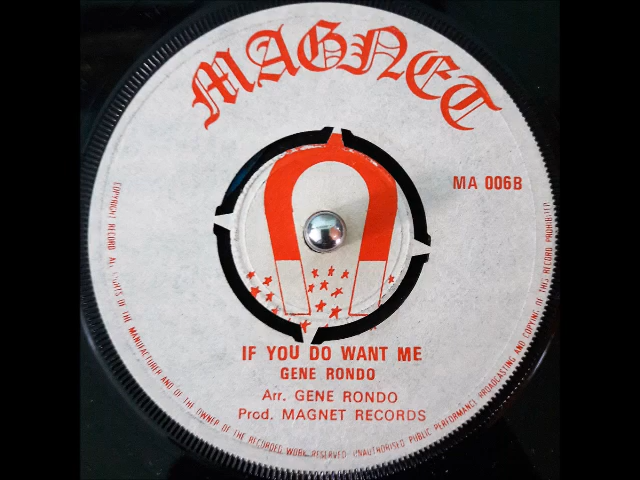 MAGNET
MA 006B
IF YOU DO WANT ME
GENE RONDO
Arr. GENE RONDO
Prod. MAGNET RECORDS
COPYRIGHT RECORD. ALL RIGHTS OF THE MANUFACTURER AND OF THE OWNER OF THE RECORDED WORK RESERVED. UNAUTHORISED PUBLIC PERFORMANCE BROADCASTING AND COPYING OF THIS RECORD PROHIBITED